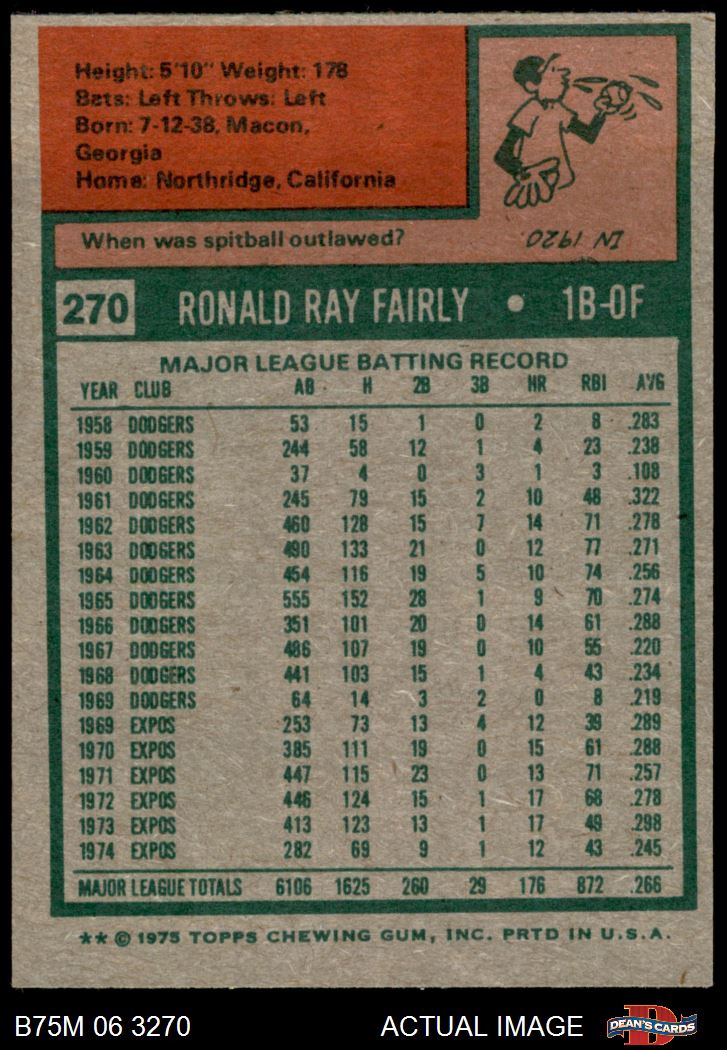 Height: 5'10" Weight: 178
Bats: Left Throws: Left
Born: 7-12-38, Macon,
Georgia
Home: Northridge, California
When was spitball outlawed?
IN 1920.
270 RONALD RAY FAIRLY • 1B-OF
MAJOR LEAGUE BATTING RECORD
YEAR CLUB AB H 2B 3B HR RBI AVG
1958 DODGERS 53 15 1 0 2 8 .283
1959 DODGERS 244 58 12 1 4 23 .238
1960 DODGERS 37 4 0 3 1 3 .108
1961 DODGERS 245 79 15 2 10 48 .322
1962 DODGERS 460 128 15 7 14 71 .278
1963 DODGERS 490 133 21 0 12 77 .271
1964 DODGERS 454 116 19 5 10 74 .256
1965 DODGERS 555 152 28 1 9 70 .274
1966 DODGERS 351 101 20 0 14 61 .288
1967 DODGERS 486 107 19 0 10 55 .220
1968 DODGERS 441 103 15 1 4 43 .234
1969 DODGERS 64 14 3 2 0 8 .219
1969 EXPOS 253 73 13 4 12 39 .289
1970 EXPOS 385 111 19 0 15 61 .288
1971 EXPOS 447 115 23 0 13 71 .257
1972 EXPOS 446 124 15 1 17 68 .278
1973 EXPOS 413 123 13 1 17 49 .298
1974 EXPOS 282 69 9 1 12 43 .245
MAJOR LEAGUE TOTALS 6106 1625 260 29 176 872 .266
** © 1975 TOPPS CHEWING GUM, INC. PRTD IN U.S.A.
B75M 06 3270 ACTUAL IMAGE D DEAN'S CARDS